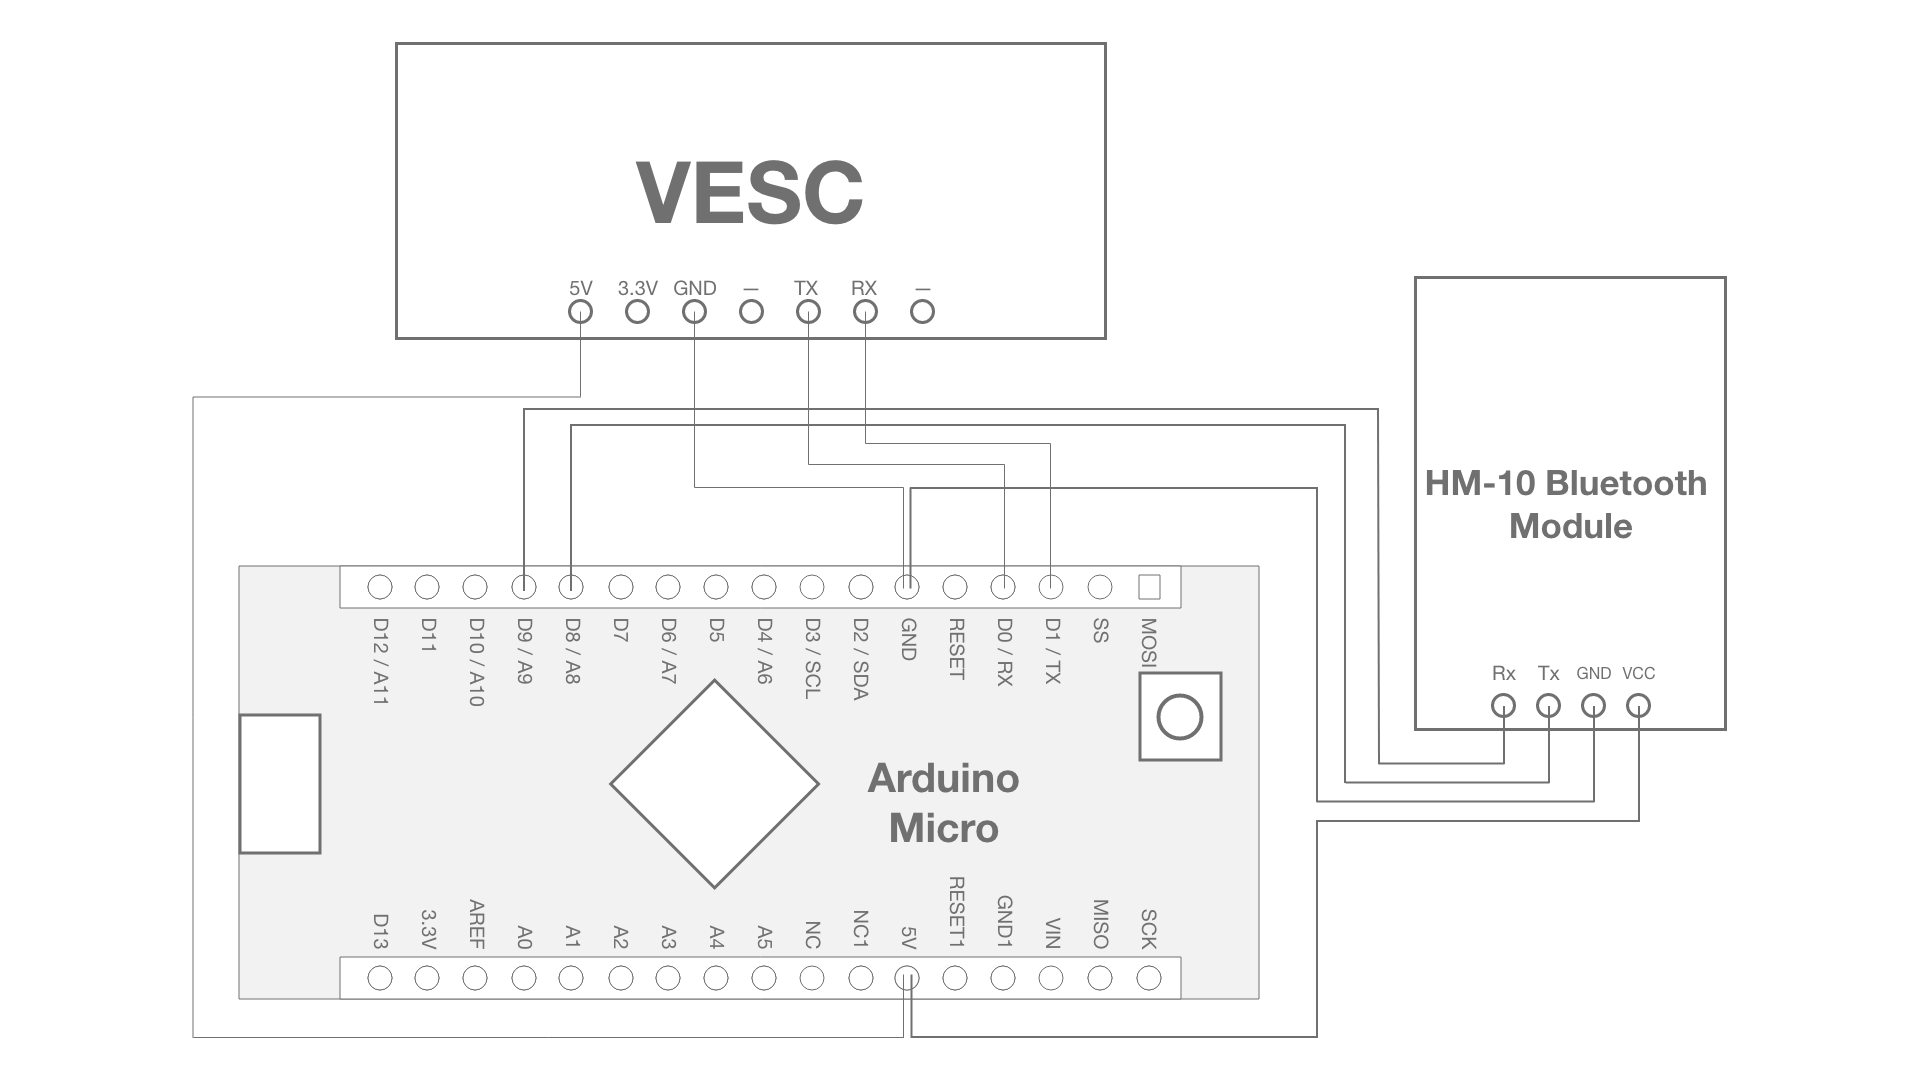 VESC
5V 3.3V GND — TX RX —
HM-10 Bluetooth
Module
Rx Tx GND VCC
D12 / A11 D11 D10 / A10 D9 / A9 D8 / A8 D7 D6 / A7 D5 D4 / A6 D3 / SCL D2 / SDA GND RESET D0 / RX D1 / TX SS MOSI
Arduino
Micro
D13 3.3V AREF A0 A1 A2 A3 A4 A5 NC NC1 5V RESET1 GND1 VIN MISO SCK